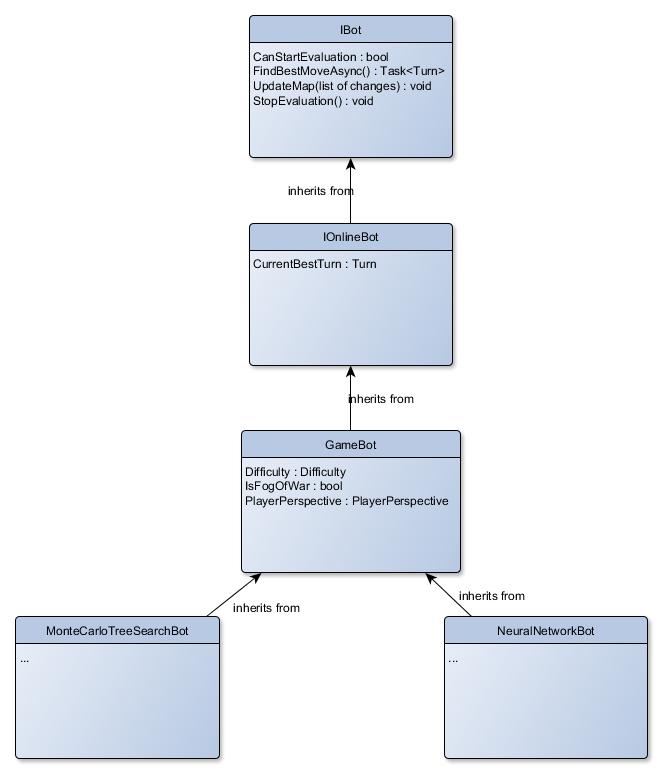 IBot
CanStartEvaluation : bool
FindBestMoveAsync() : Task<Turn>
UpdateMap(list of changes) : void
StopEvaluation() : void
inherits from
IOnlineBot
CurrentBestTurn : Turn
inherits from
GameBot
Difficulty : Difficulty
IsFogOfWar : bool
PlayerPerspective : PlayerPerspective
inherits from
inherits from
MonteCarloTreeSearchBot
...
NeuralNetworkBot
...